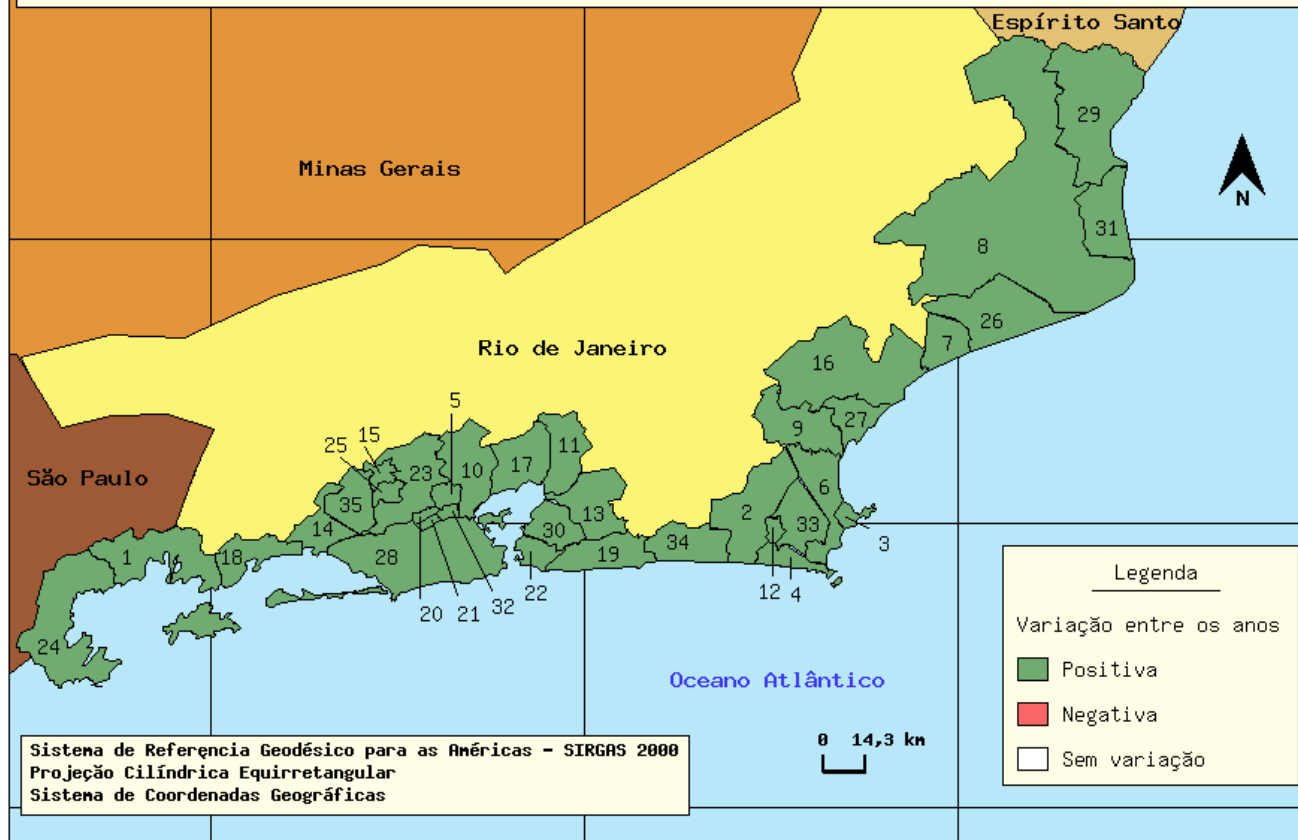 Espírito Santo
29
Minas Gerais
N
31
8
26
Rio de Janeiro
7
16
5
27
15
9
25
11
23
10
17
São Paulo
6
35
2
13
14
30
33
1
18
28
19
34
3
22
12
4
20
21
32
24
Legenda
Variação entre os anos
Positiva
Negativa
Sem variação
Oceano Atlântico
0 14,3 km
Sistema de Referençia Geodésico para as Américas - SIRGAS 2000
Projeção Cilíndrica Equirretangular
Sistema de Coordenadas Geográficas